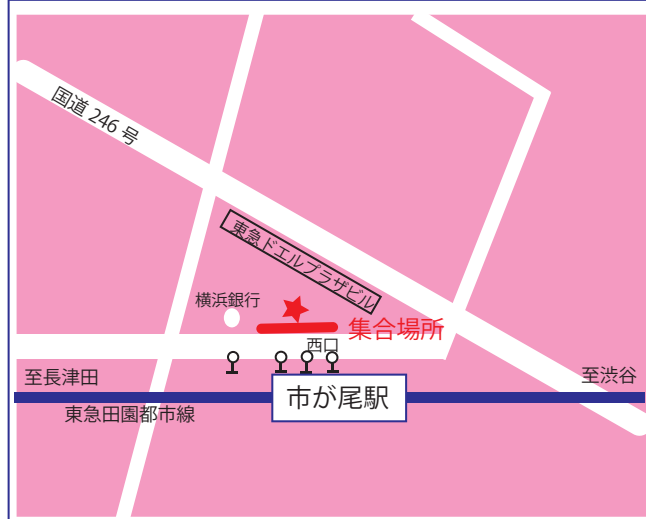 国道 246 号
東急ドエルプラザビル
横浜銀行
集合場所
西口
至長津田
至渋谷
市が尾駅
東急田園都市線